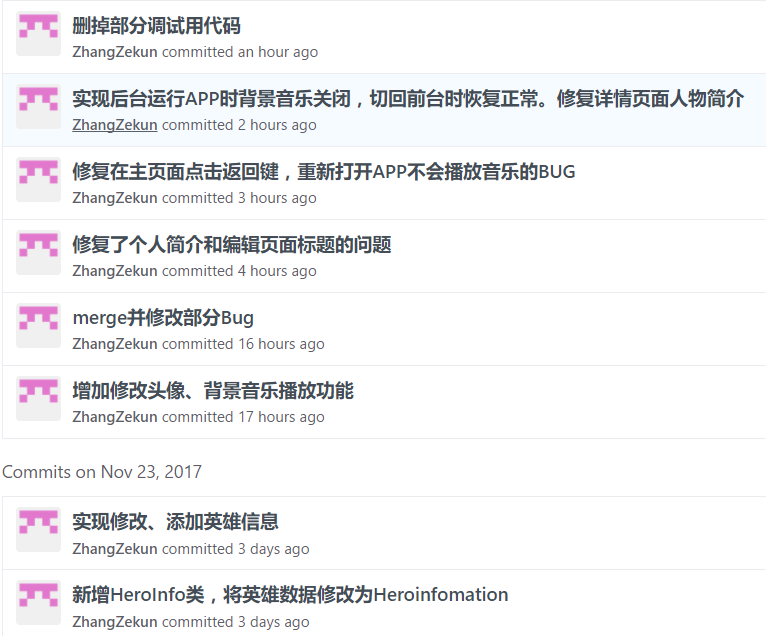 删掉部分调试用代码
ZhangZekun committed an hour ago
实现后台运行APP时背景音乐关闭，切回前台时恢复正常。修复详情页面人物简介
ZhangZekun committed 2 hours ago
修复在主页面点击返回键，重新打开APP不会播放音乐的BUG
ZhangZekun committed 3 hours ago
修复了个人简介和编辑页面标题的问题
ZhangZekun committed 4 hours ago
merge并修改部分Bug
ZhangZekun committed 16 hours ago
增加修改头像、背景音乐播放功能
ZhangZekun committed 17 hours ago
Commits on Nov 23, 2017
实现修改、添加英雄信息
ZhangZekun committed 3 days ago
新增HeroInfo类，将英雄数据修改为Heroinfomation
ZhangZekun committed 3 days ago